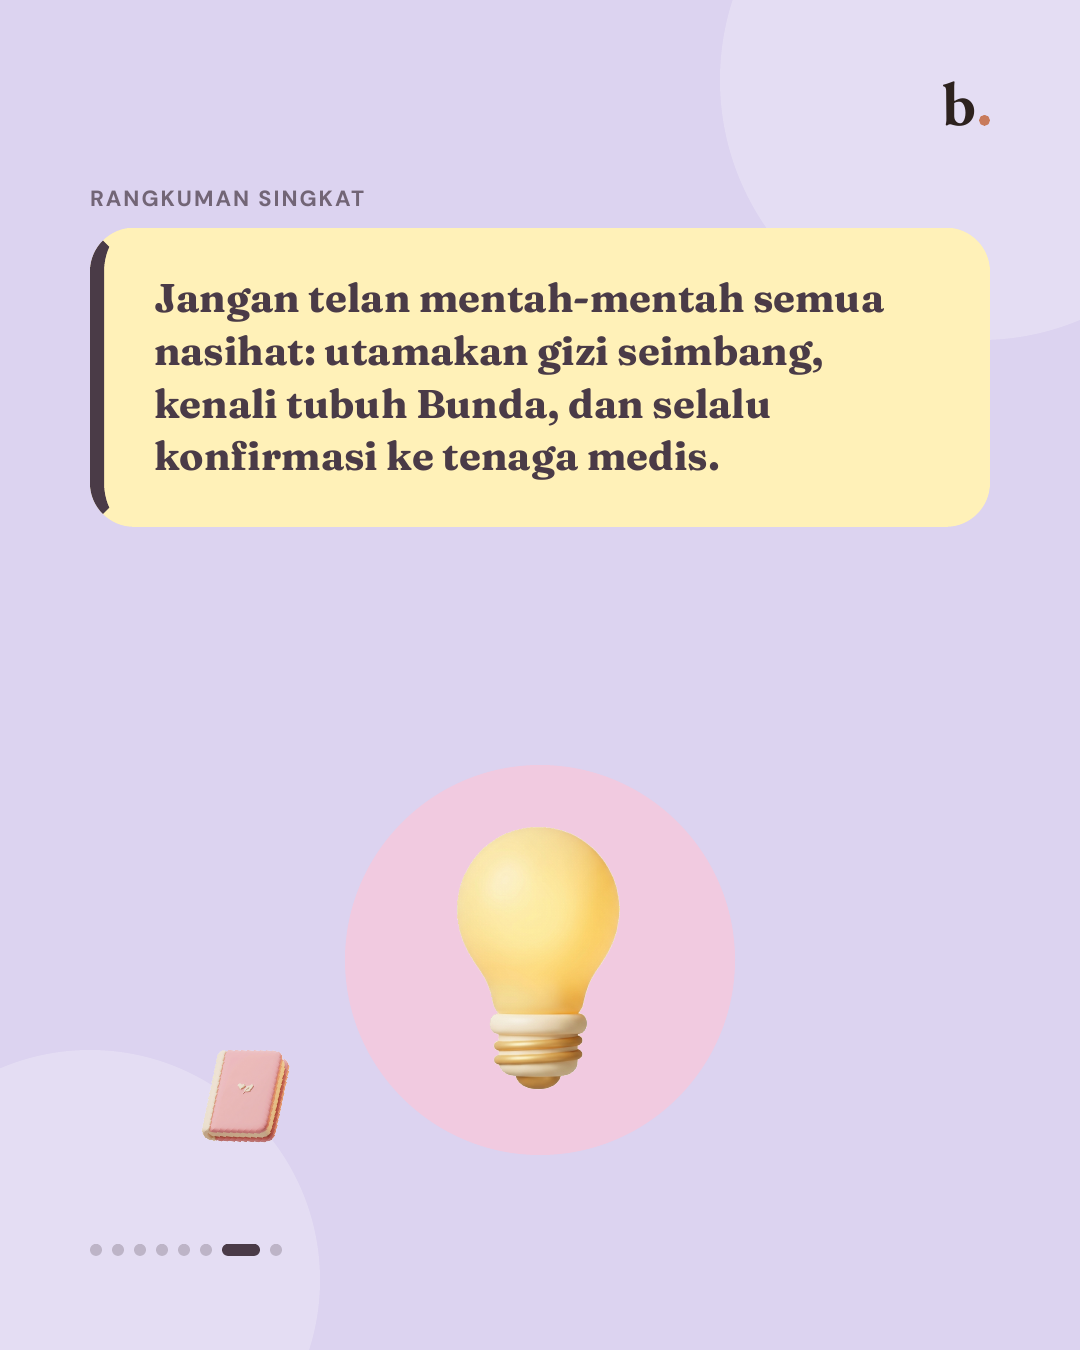 b.
RANGKUMAN SINGKAT
Jangan telan mentah-mentah semua
nasihat: utamakan gizi seimbang,
kenali tubuh Bunda, dan selalu
konfirmasi ke tenaga medis.